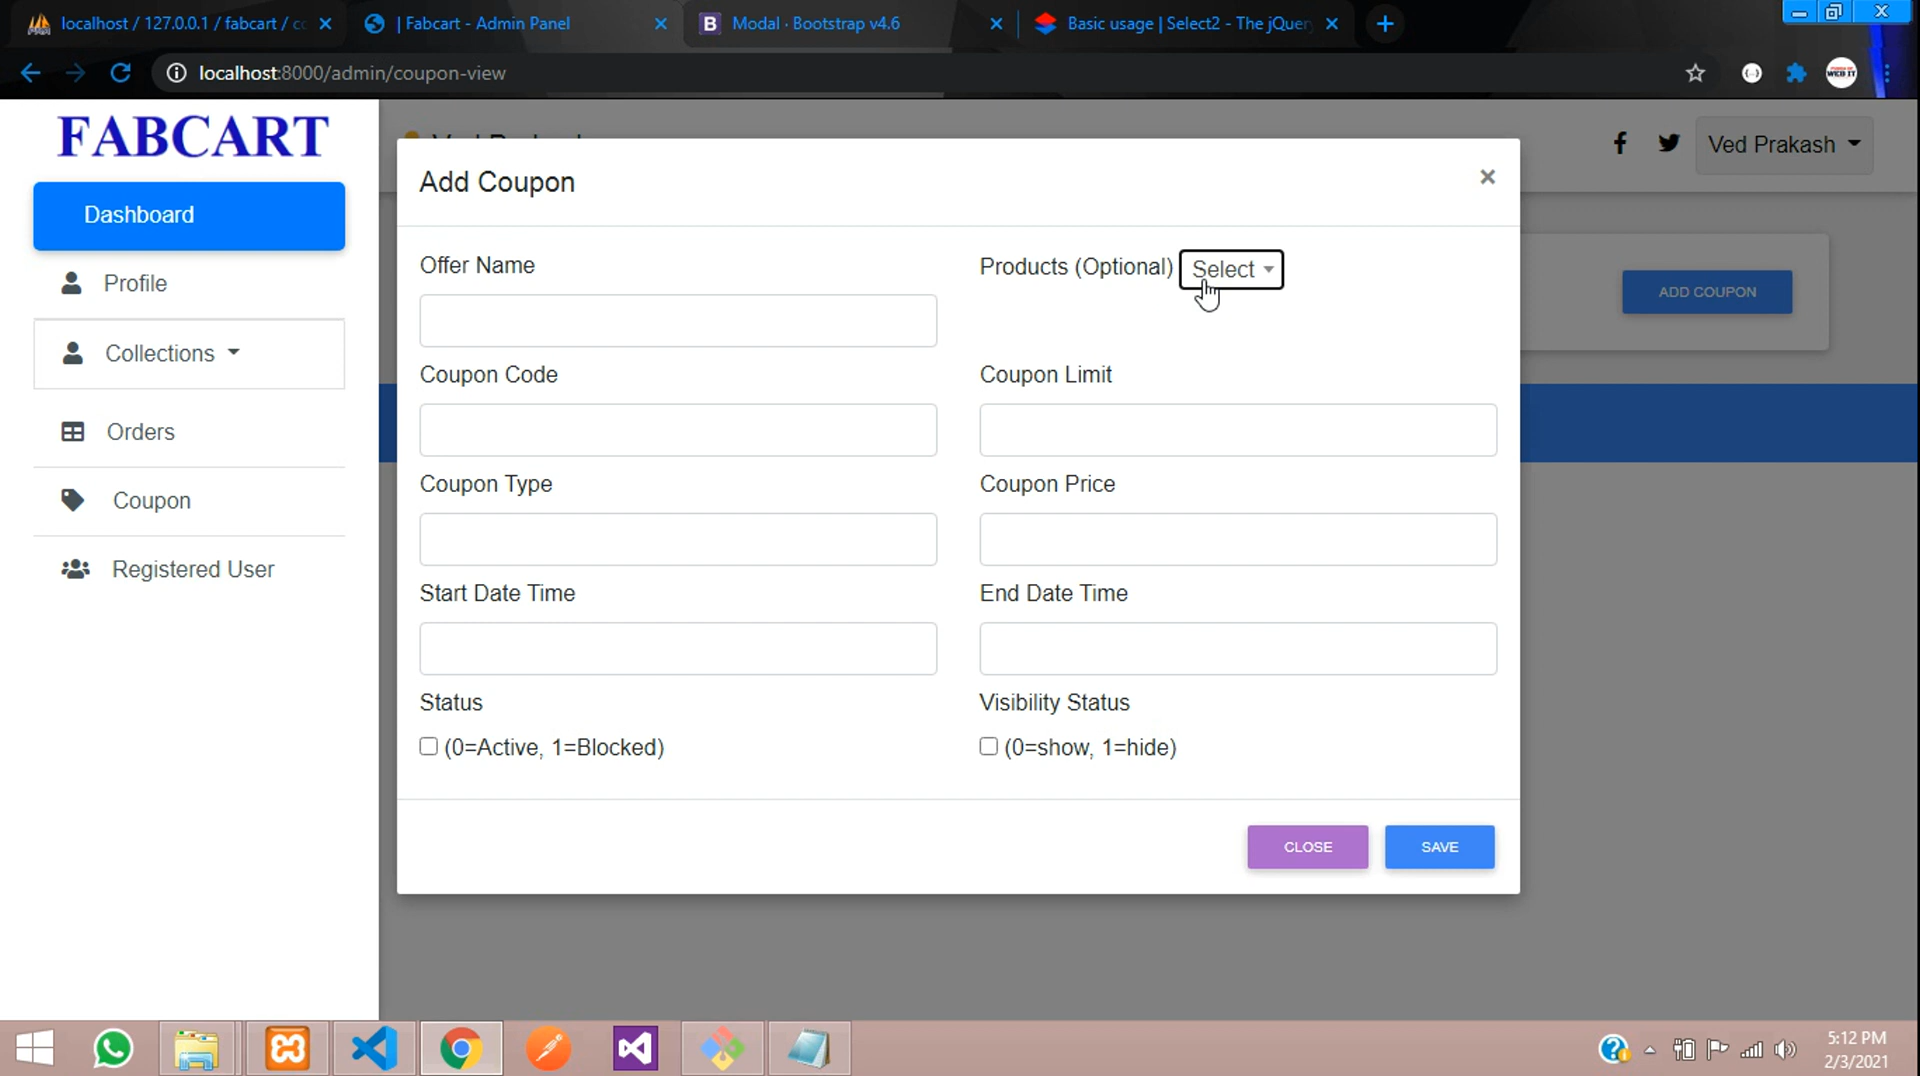 localhost / 127.0.0.1 / fabcart / cc
| Fabcart - Admin Panel
B Modal · Bootstrap v4.6
Basic usage | Select2 - The jQuer
localhost:8000/admin/coupon-view
FABCART
Ved Prakash
Dashboard
Profile
Collections
Orders
Coupon
Registered User
Add Coupon
×
Offer Name
Products (Optional) Select
ADD COUPON
Coupon Code
Coupon Limit
Coupon Type
Coupon Price
Start Date Time
End Date Time
Status
Visibility Status
(0=Active, 1=Blocked)
(0=show, 1=hide)
CLOSE
SAVE
5:12 PM
2/3/2021